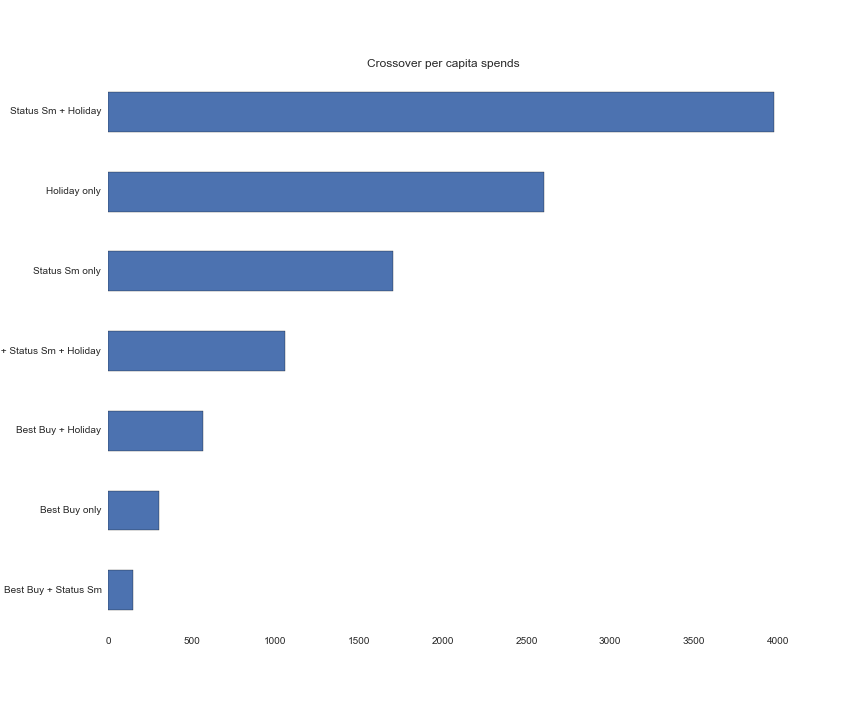 Crossover per capita spends
Status Sm + Holiday
Holiday only
Status Sm only
+ Status Sm + Holiday
Best Buy + Holiday
Best Buy only
Best Buy + Status Sm
0 500 1000 1500 2000 2500 3000 3500 4000